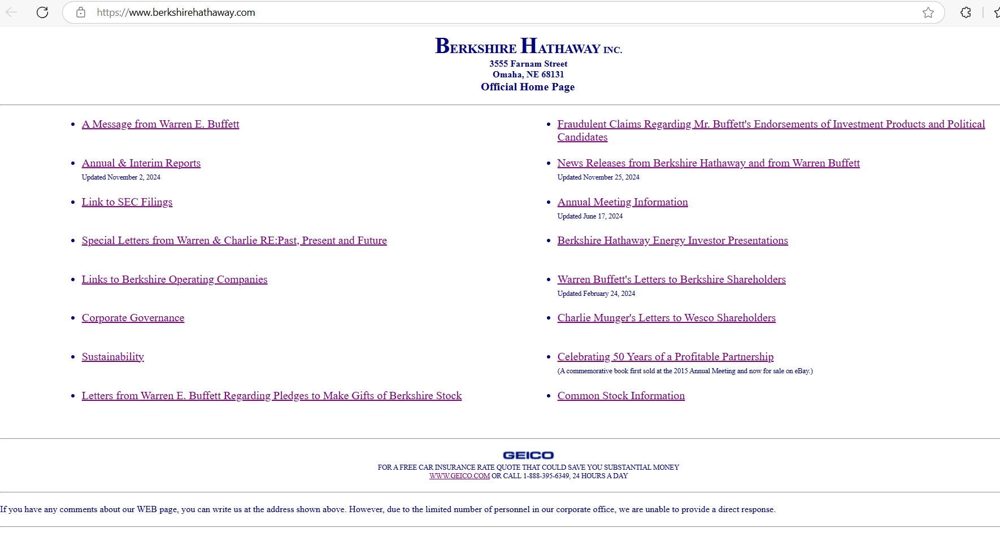 https://www.berkshirehathaway.com
BERKSHIRE HATHAWAY INC.
3555 Farnam Street
Omaha, NE 68131
Official Home Page
A Message from Warren E. Buffett
Fraudulent Claims Regarding Mr. Buffett's Endorsements of Investment Products and Political
Candidates
Annual & Interim Reports
Updated November 2, 2024
News Releases from Berkshire Hathaway and from Warren Buffett
Updated November 25, 2024
Link to SEC Filings
Annual Meeting Information
Updated June 17, 2024
Special Letters from Warren & Charlie RE:Past, Present and Future
Berkshire Hathaway Energy Investor Presentations
Links to Berkshire Operating Companies
Warren Buffett's Letters to Berkshire Shareholders
Updated February 24, 2024
Corporate Governance
Charlie Munger's Letters to Wesco Shareholders
Sustainability
Celebrating 50 Years of a Profitable Partnership
(A commemorative book first sold at the 2015 Annual Meeting and now for sale on eBay.)
Letters from Warren E. Buffett Regarding Pledges to Make Gifts of Berkshire Stock
Common Stock Information
GEICO
FOR A FREE CAR INSURANCE RATE QUOTE THAT COULD SAVE YOU SUBSTANTIAL MONEY
WWW.GEICO.COM OR CALL 1-888-395-6349, 24 HOURS A DAY
If you have any comments about our WEB page, you can write us at the address shown above. However, due to the limited number of personnel in our corporate office, we are unable to provide a direct response.